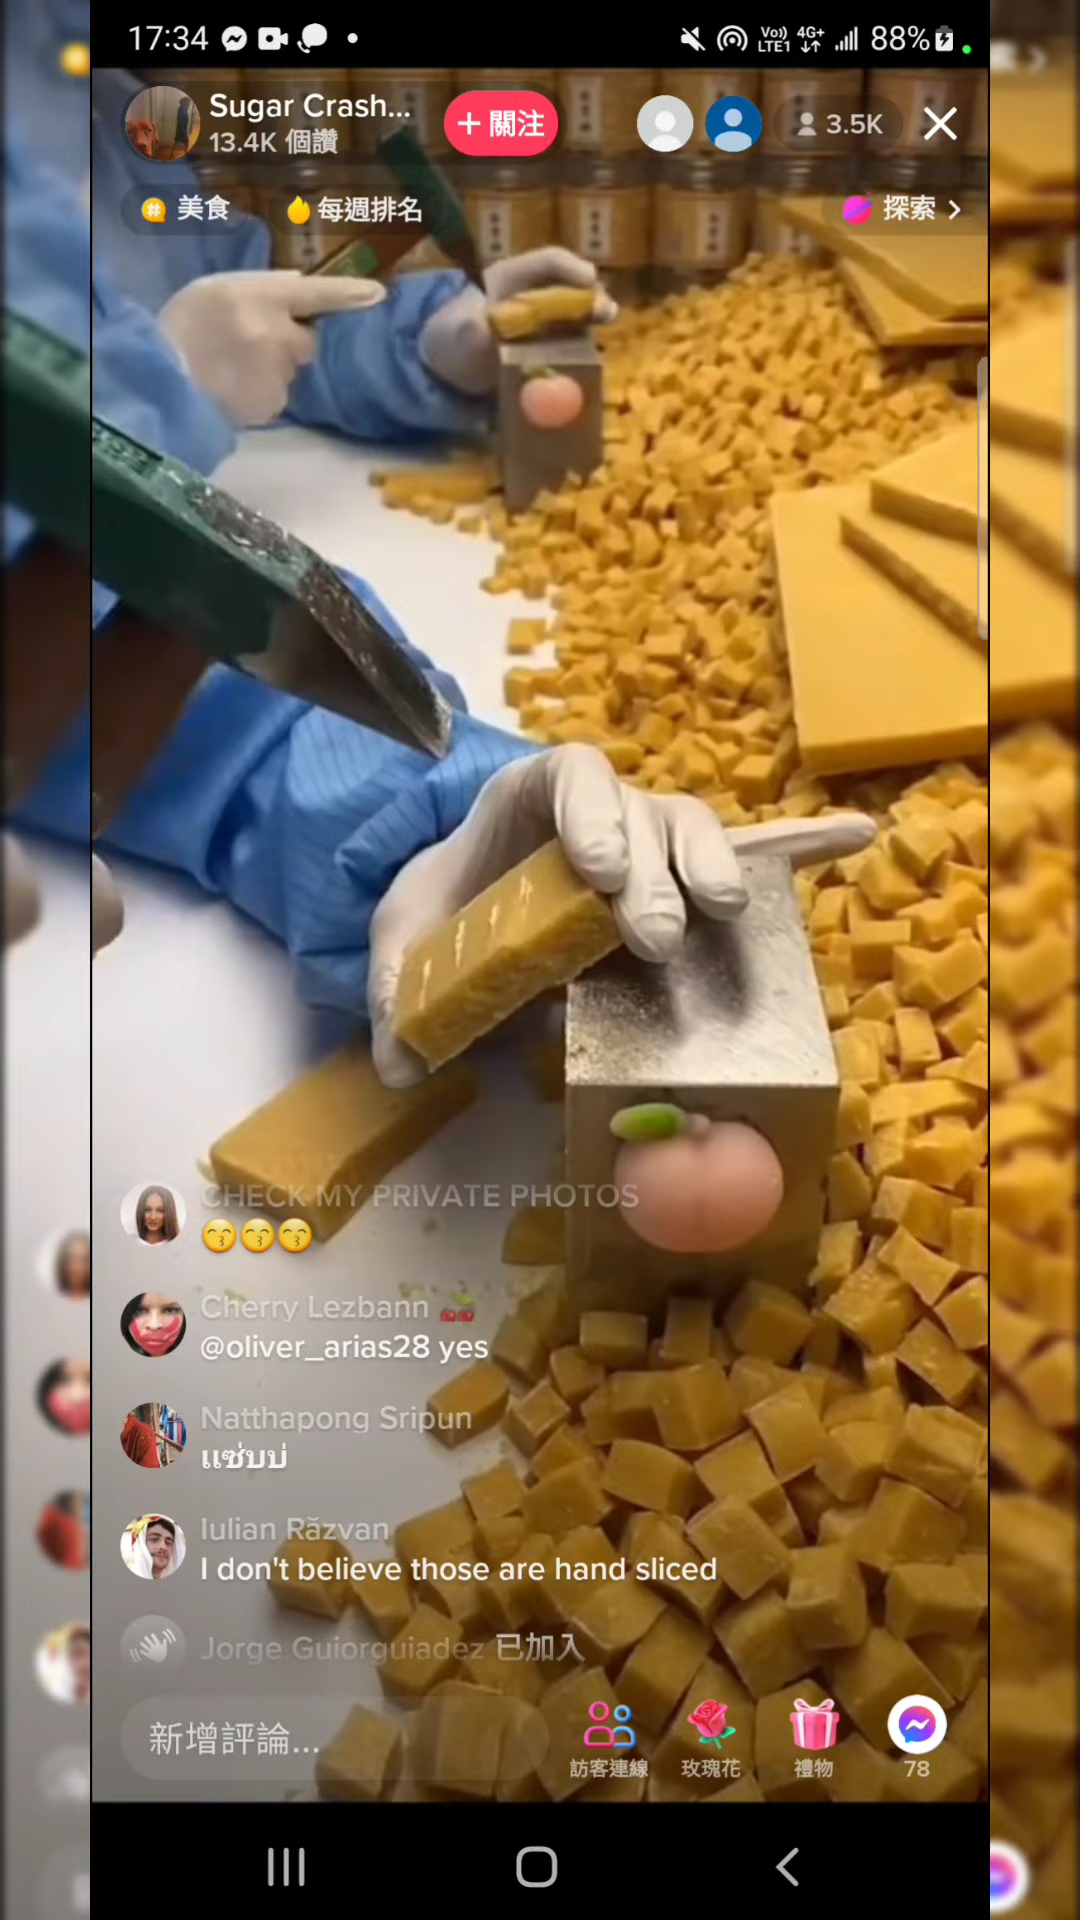 17:34
Vo)) LTE1 4G+ 88%
Sugar Crash...
13.4K 個讚
+ 關注
3.5K
美食
每週排名
探索
CHECK MY PRIVATE PHOTOS
😙😙😙
Cherry Lezbann 🍒
@oliver_arias28 yes
Natthapong Sripun
แซ่บบ่
Iulian Răzvan
I don't believe those are hand sliced
Jorge Guiorguiadez 已加入
新增評論...
訪客連線
玫瑰花
禮物
78